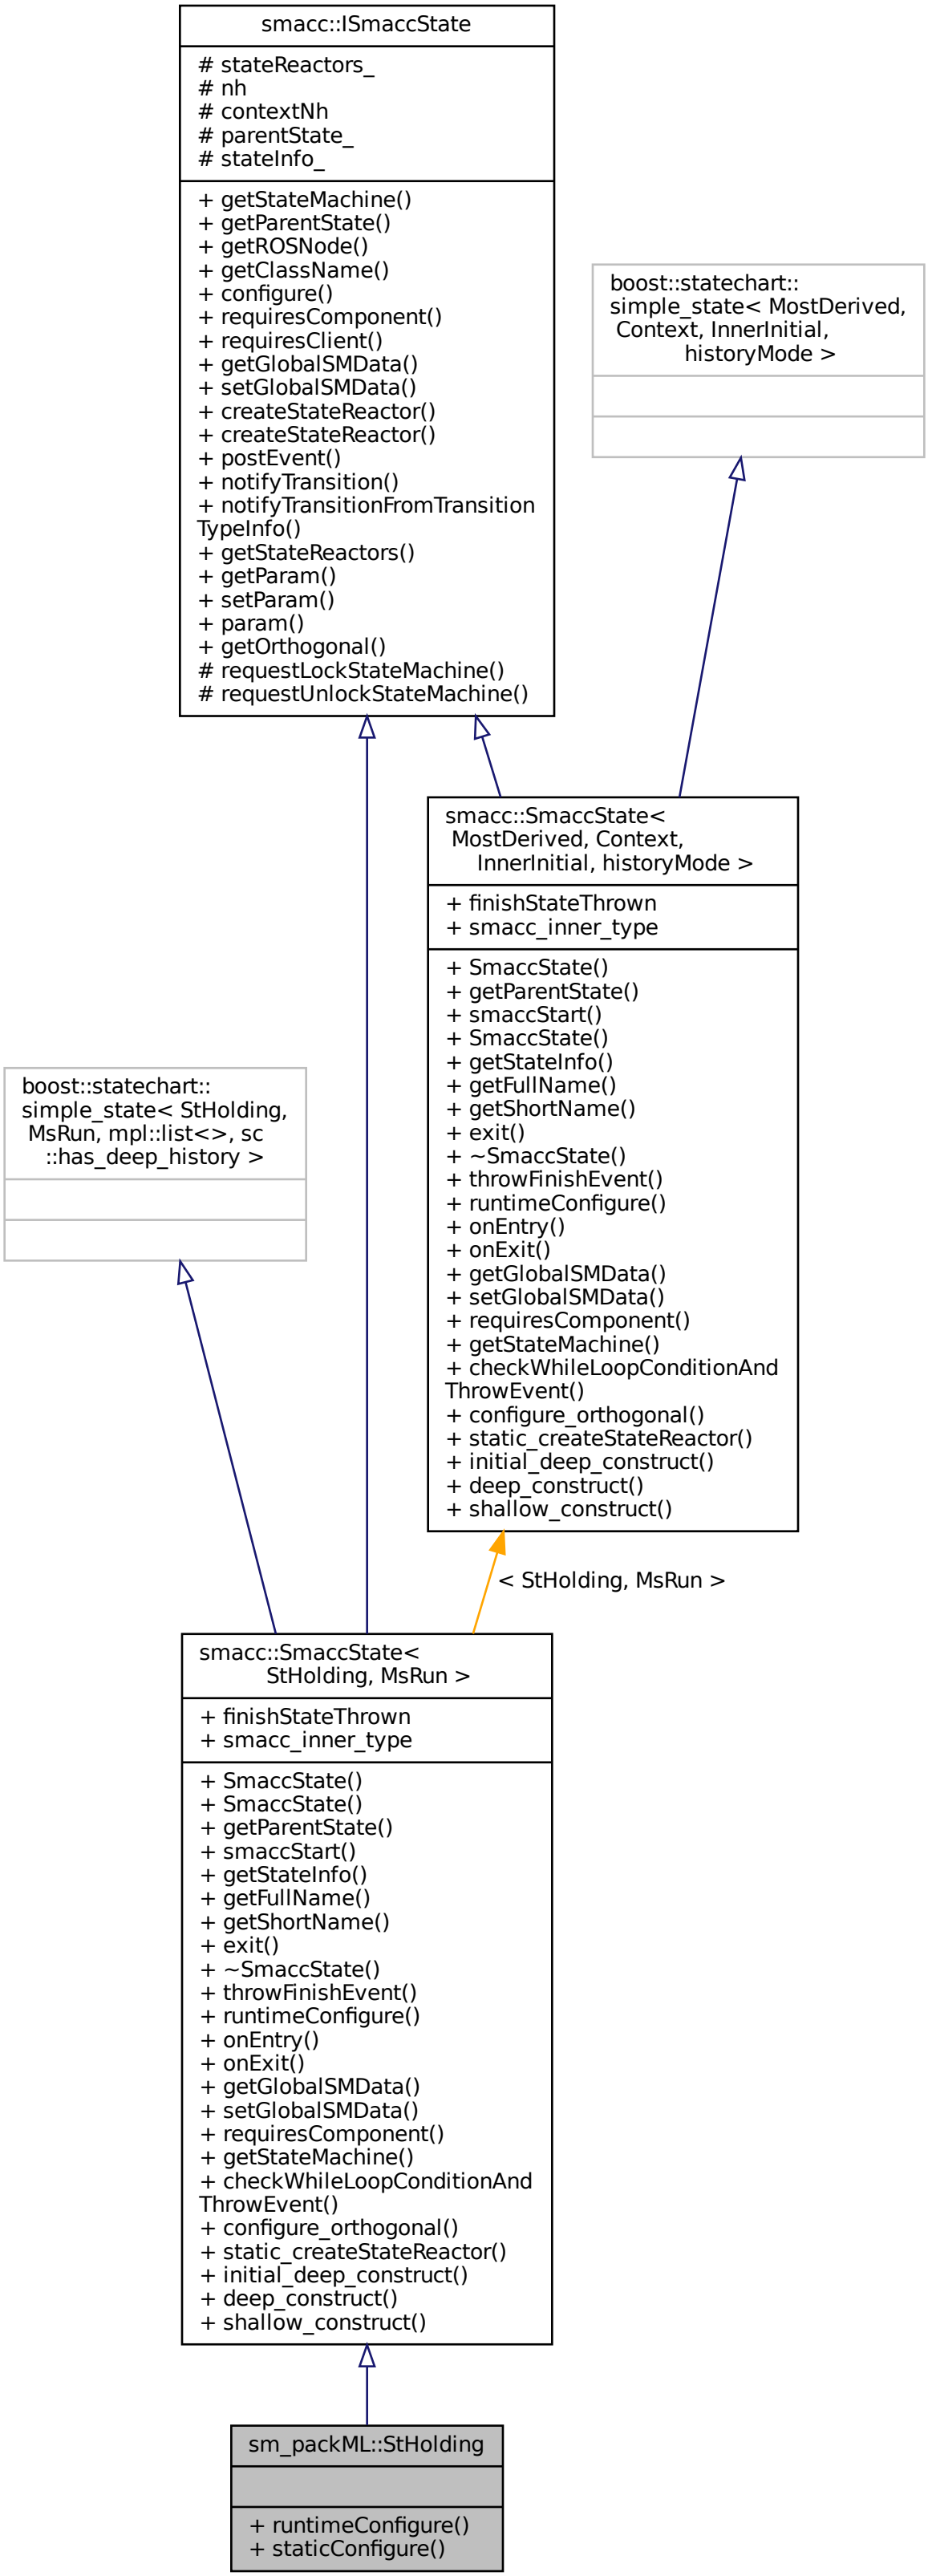 smacc::ISmaccState
# stateReactors_
# nh
# contextNh
# parentState_
# stateInfo_
+ getStateMachine()
+ getParentState()
+ getROSNode()
+ getClassName()
+ configure()
+ requiresComponent()
+ requiresClient()
+ getGlobalSMData()
+ setGlobalSMData()
+ createStateReactor()
+ createStateReactor()
+ postEvent()
+ notifyTransition()
+ notifyTransitionFromTransition
TypeInfo()
+ getStateReactors()
+ getParam()
+ setParam()
+ param()
+ getOrthogonal()
# requestLockStateMachine()
# requestUnlockStateMachine()
boost::statechart::
simple_state< MostDerived,
Context, InnerInitial,
historyMode >
smacc::SmaccState<
MostDerived, Context,
InnerInitial, historyMode >
+ finishStateThrown
+ smacc_inner_type
+ SmaccState()
+ getParentState()
+ smaccStart()
+ SmaccState()
+ getStateInfo()
+ getFullName()
+ getShortName()
+ exit()
+ ~SmaccState()
+ throwFinishEvent()
+ runtimeConfigure()
+ onEntry()
+ onExit()
+ getGlobalSMData()
+ setGlobalSMData()
+ requiresComponent()
+ getStateMachine()
+ checkWhileLoopConditionAnd
ThrowEvent()
+ configure_orthogonal()
+ static_createStateReactor()
+ initial_deep_construct()
+ deep_construct()
+ shallow_construct()
boost::statechart::
simple_state< StHolding,
MsRun, mpl::list<>, sc
::has_deep_history >
< StHolding, MsRun >
smacc::SmaccState<
StHolding, MsRun >
+ finishStateThrown
+ smacc_inner_type
+ SmaccState()
+ SmaccState()
+ getParentState()
+ smaccStart()
+ getStateInfo()
+ getFullName()
+ getShortName()
+ exit()
+ ~SmaccState()
+ throwFinishEvent()
+ runtimeConfigure()
+ onEntry()
+ onExit()
+ getGlobalSMData()
+ setGlobalSMData()
+ requiresComponent()
+ getStateMachine()
+ checkWhileLoopConditionAnd
ThrowEvent()
+ configure_orthogonal()
+ static_createStateReactor()
+ initial_deep_construct()
+ deep_construct()
+ shallow_construct()
sm_packML::StHolding
+ runtimeConfigure()
+ staticConfigure()